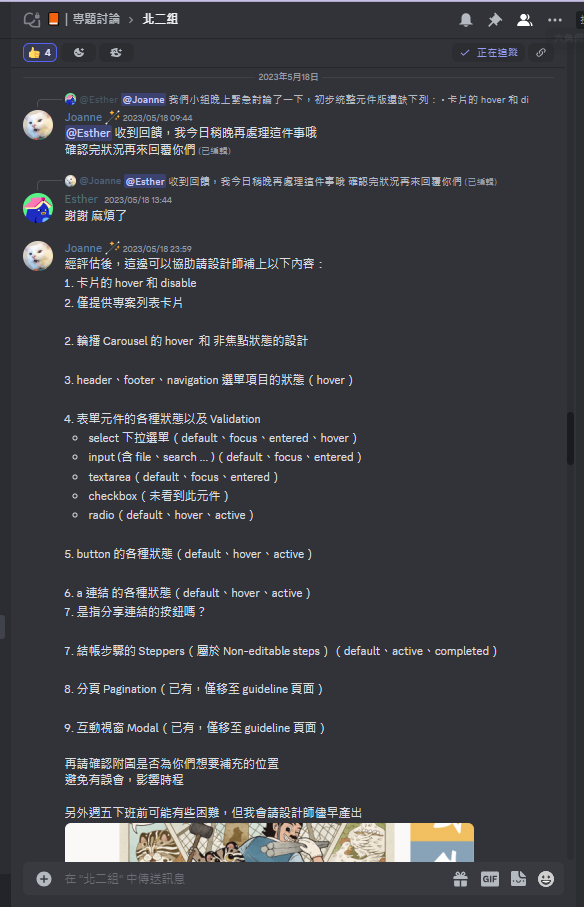 | 專題討論 › 北二組
4
正在追蹤
2023年5月18日
@Esther @Joanne 我們小組晚上緊急討論了一下，初步統整元件版還缺下列：・卡片的 hover 和 di
Joanne 2023/05/18 09:44
@Esther 收到回饋，我今日稍晚再處理這件事哦
確認完狀況再來回覆你們 (已編輯)
@Joanne @Esther 收到回饋，我今日稍晚再處理這件事哦 確認完狀況再來回覆你們 (已編輯)
Esther 2023/05/18 13:44
謝謝 麻煩了
Joanne 2023/05/18 23:59
經評估後，這邊可以協助請設計師補上以下內容：
1. 卡片的 hover 和 disable
2. 僅提供專案列表卡片
2. 輪播 Carousel 的 hover 和 非焦點狀態的設計
3. header、footer、navigation 選單項目的狀態（hover）
4. 表單元件的各種狀態以及 Validation
◦ select 下拉選單（default、focus、entered、hover）
◦ input (含 file、search ... )（default、focus、entered）
◦ textarea（default、focus、entered）
◦ checkbox（未看到此元件）
◦ radio（default、hover、active）
5. button 的各種狀態（default、hover、active）
6. a 連結 的各種狀態（default、hover、active）
7. 是指分享連結的按鈕嗎？
7. 結帳步驟的 Steppers（屬於 Non-editable steps）（default、active、completed）
8. 分頁 Pagination（已有，僅移至 guideline 頁面）
9. 互動視窗 Modal（已有，僅移至 guideline 頁面）
再請確認附圖是否為你們想要補充的位置
避免有誤會，影響時程
另外週五下班前可能有些困難，但我會請設計師儘早產出
在 "北二組" 中傳送訊息
GIF